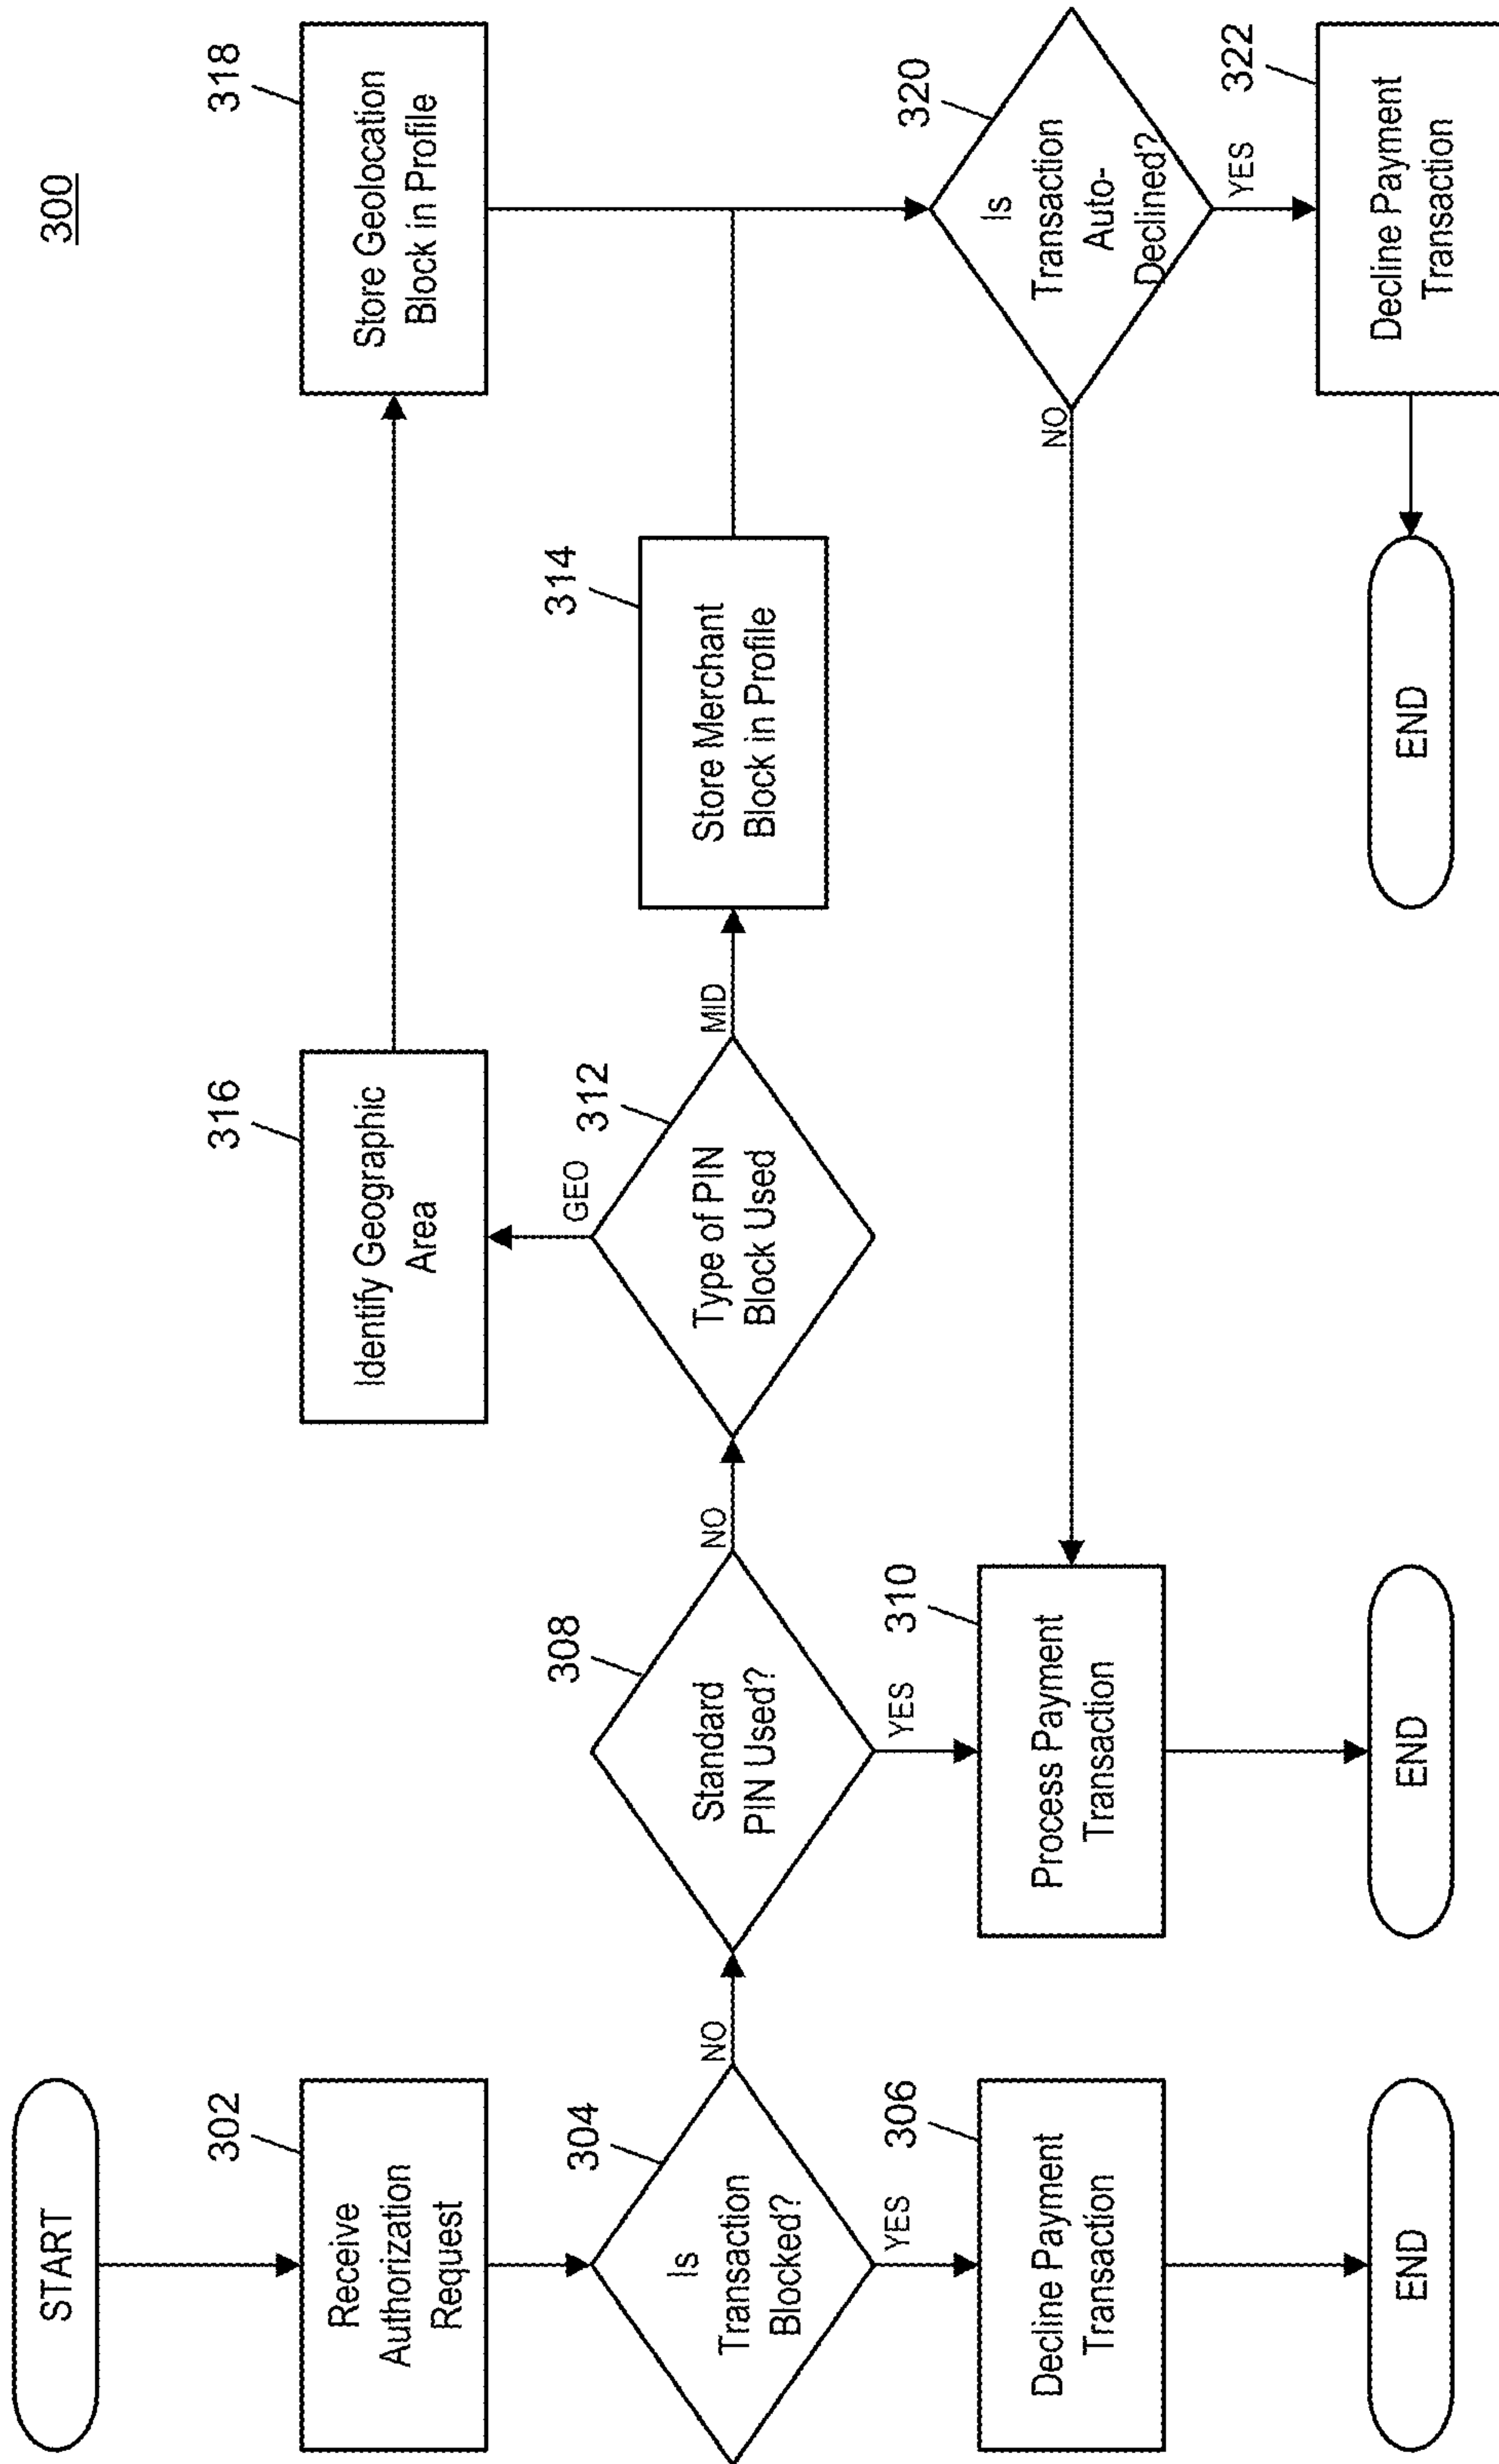 300
START
302
Receive
Authorization
Request
304
Is
Transaction
Blocked?
NO
YES
306
Decline Payment
Transaction
END
308
Standard
PIN Used?
NO
YES
310
Process Payment
Transaction
END
312
Type of PIN
Block Used
GEO
MID
314
Store Merchant
Block in Profile
316
Identify Geographic
Area
318
Store Geolocation
Block in Profile
320
Is
Transaction
Auto-
Declined?
NO
YES
322
Decline Payment
Transaction
END